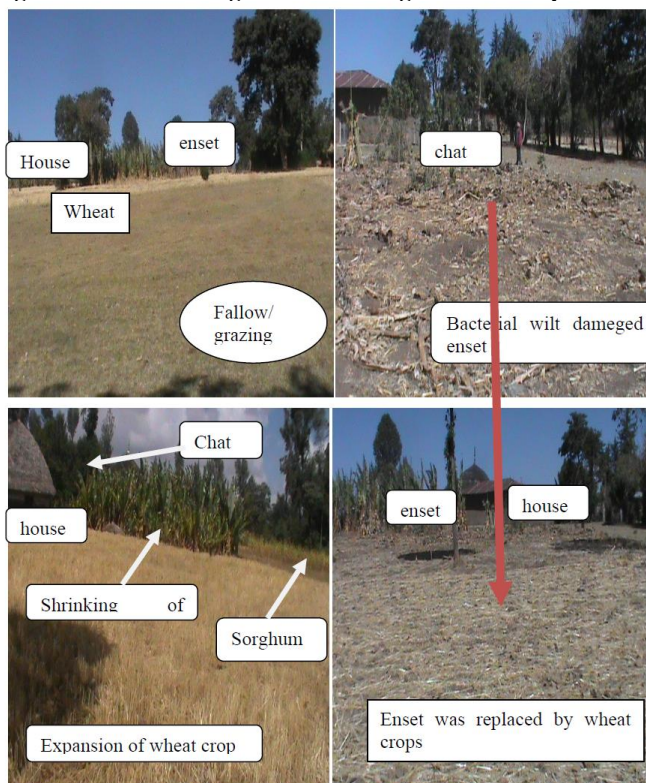 House
enset
Wheat
Fallow/
grazing
chat
Bacterial wilt dameged
enset
Chat
house
Shrinking of
Sorghum
Expansion of wheat crop
enset
house
Enset was replaced by wheat
crops